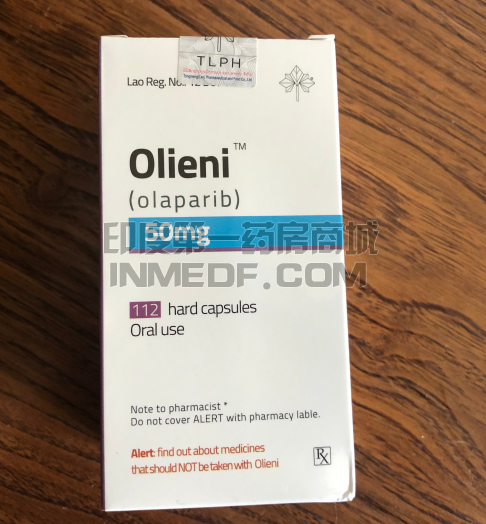 TLPH
Lao Reg. No.
Olieni™
(olaparib)
50mg
印度第一药房商城
INMEDF.COM
112 hard capsules
Oral use
Note to pharmacist *
Do not cover ALERT with pharmacy lable.
Alert: find out about medicines
that should NOT be taken with Olieni
Rx